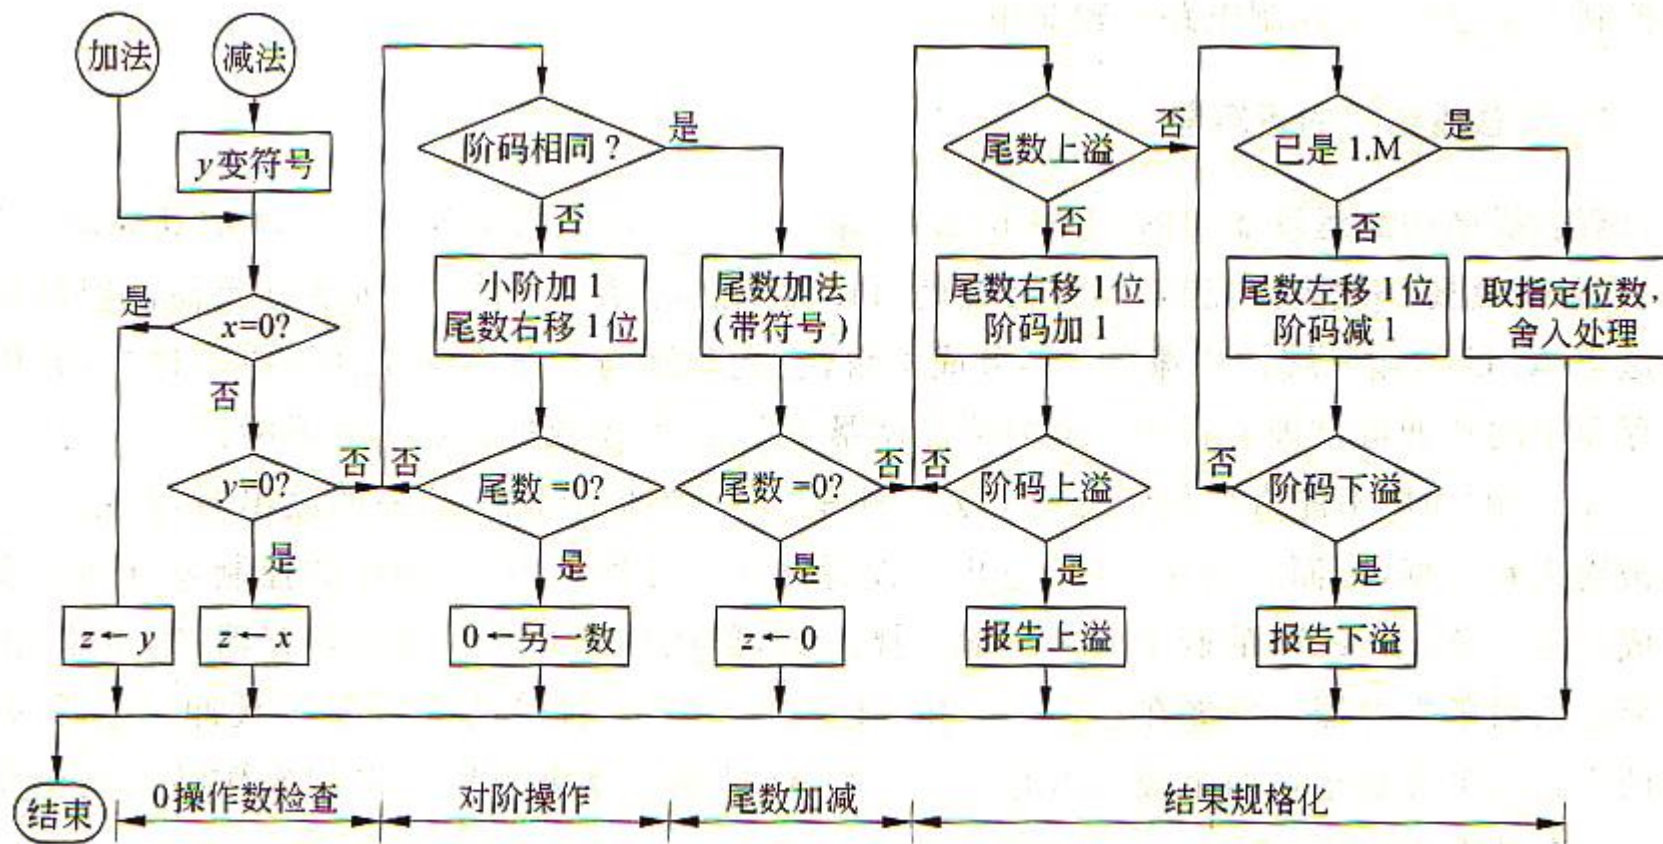 加法
减法
y变符号
x=0?
是
否
y=0?
否
是
z←y
z←x
阶码相同?
是
否
小阶加 1
尾数右移 1 位
尾数加法
(带符号)
尾数=0?
否
是
0←另一数
尾数=0?
否
是
z←0
尾数上溢
否
否
尾数右移 1 位
阶码加 1
阶码上溢
否
是
报告上溢
已是 1.M
是
否
尾数左移 1 位
阶码减 1
取指定位数,
舍入处理
阶码下溢
否
是
报告下溢
结束
0操作数检查
对阶操作
尾数加减
结果规格化